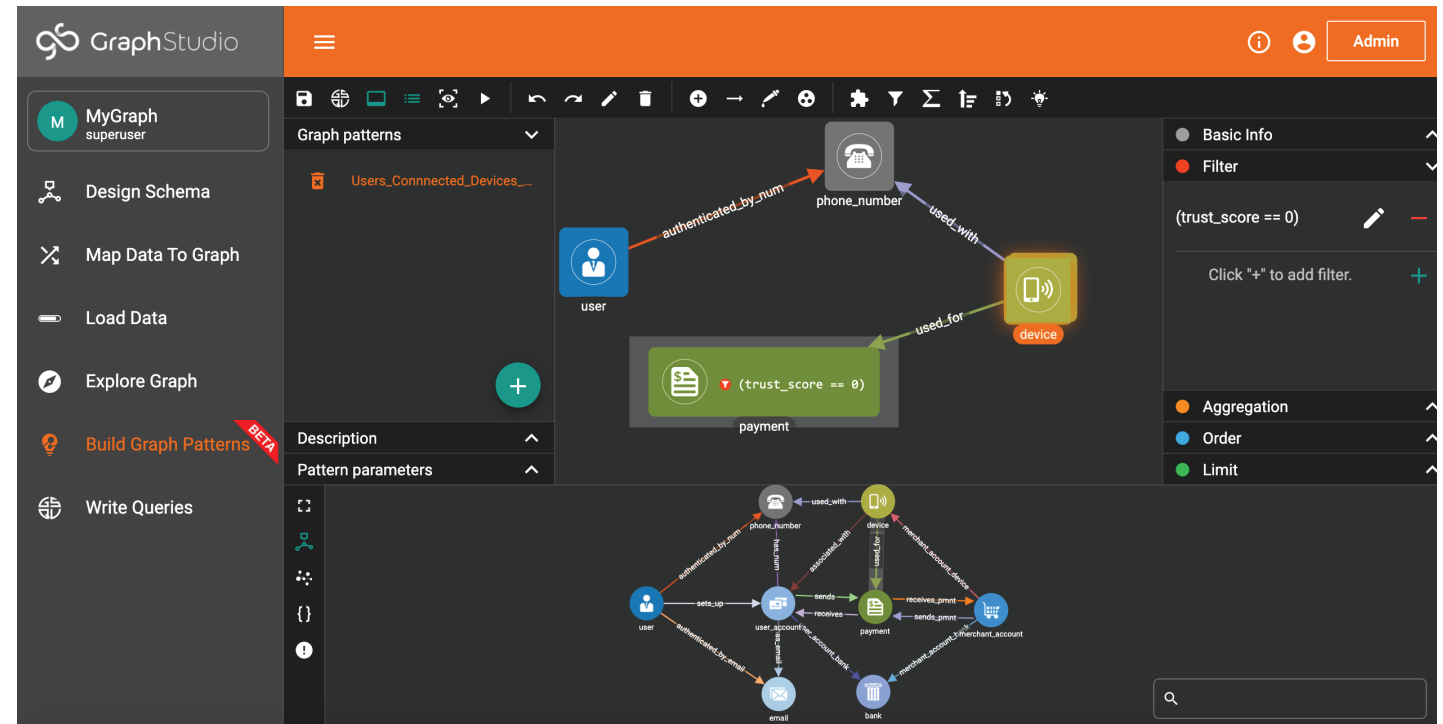 GraphStudio
Admin
M
MyGraph
superuser
Design Schema
Map Data To Graph
Load Data
Explore Graph
Build Graph Patterns
BETA
Write Queries
Graph patterns
Users_Connnected_Devices_...
Description
Pattern parameters
phone_number
authenticated_by_num
used_with
user
device
used_for
(trust_score == 0)
payment
Basic Info
Filter
(trust_score == 0)
Click "+" to add filter.
Aggregation
Order
Limit
phone_number
used_with
device
authenticated_by_num
has_num
associated_with
used_for
merchant_account_device
user
sets_up
user_account
sends
receives
payment
receives_pmnt
sends_pmnt
merchant_account
authenticated_by_email
has_email
user_account_bank
email
bank